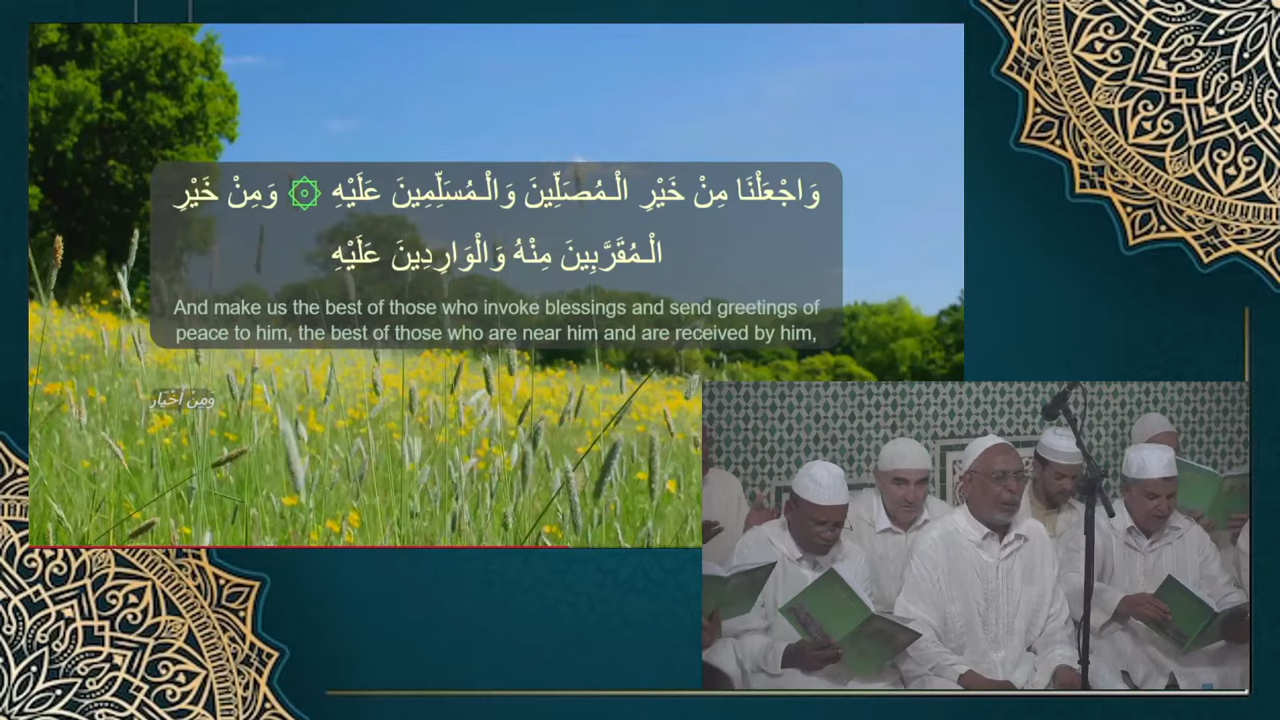 وَاجْعَلْنَا مِنْ خَيْرِ الْمُصَلِّينَ وَالْمُسَلِّمِينَ عَلَيْهِ ۞ وَمِنْ خَيْرِ
الْمُقَرَّبِينَ مِنْهُ وَالْوَارِدِينَ عَلَيْهِ
And make us the best of those who invoke blessings and send greetings of
peace to him, the best of those who are near him and are received by him,
وَمِنْ أَخْيَارِ